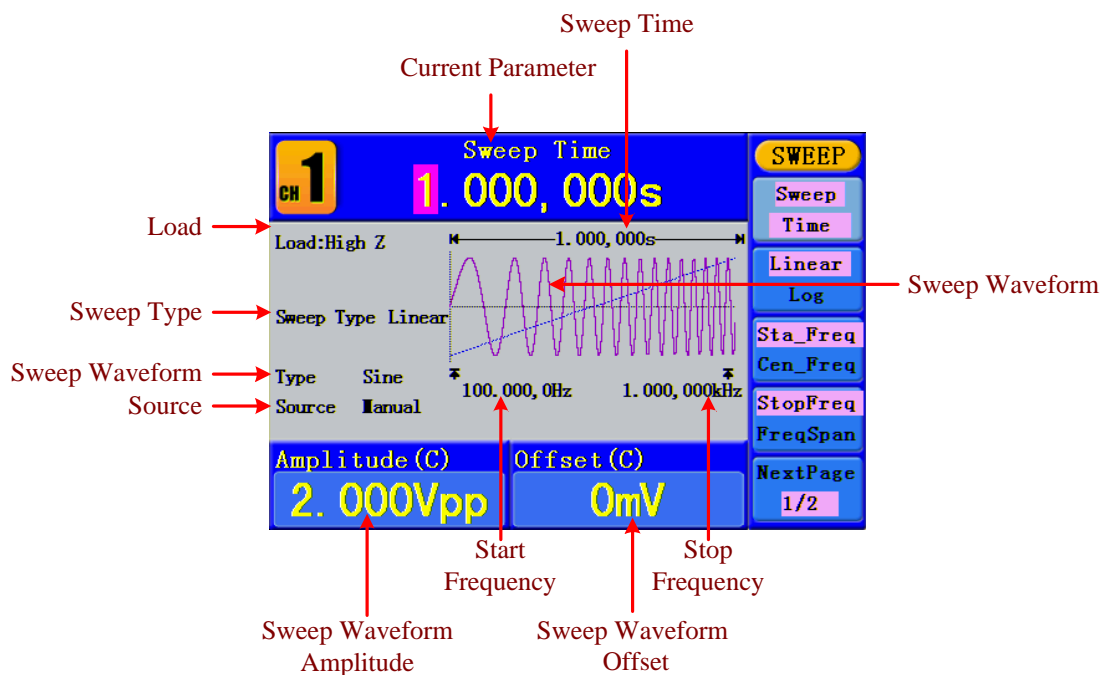 Sweep Time
Current Parameter
CH 1
Sweep Time
1.000,000s
SWEEP
Sweep
Time
Load
Load:High Z
1.000,000s
Linear
Log
Sweep Waveform
Sweep Type
Sweep Type Linear
Sta_Freq
Cen_Freq
Sweep Waveform
Type Sine
100.000,0Hz
1.000,000kHz
Source
Source Manual
StopFreq
FreqSpan
Amplitude(C)
Offset(C)
2.000Vpp
0mV
NextPage
1/2
Start
Frequency
Stop
Frequency
Sweep Waveform
Amplitude
Sweep Waveform
Offset